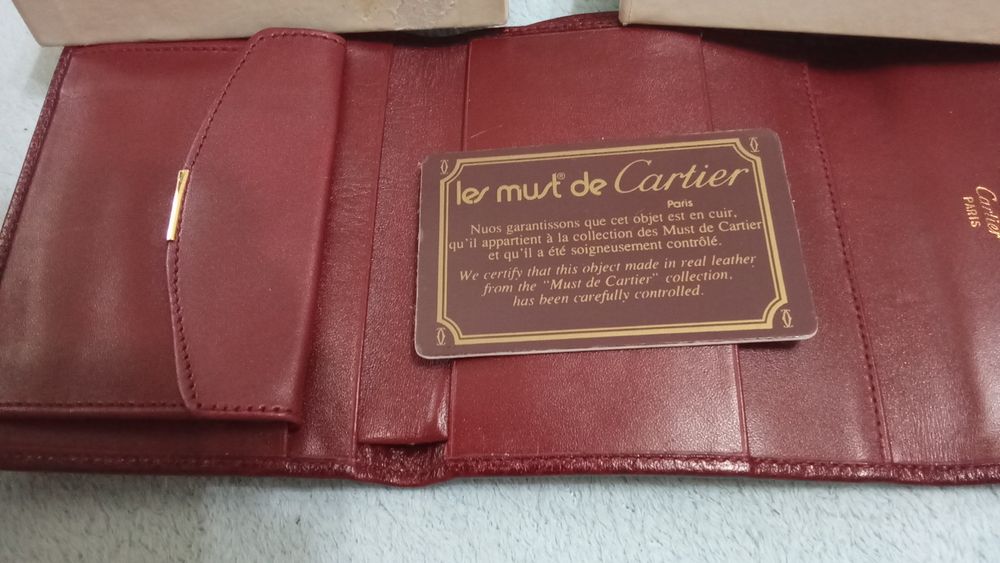 les must® de Cartier
Paris
Nuos garantissons que cet objet est en cuir,
qu'il appartient à la collection des Must de Cartier
et qu'il a été soigneusement contrôlé.
We certify that this object made in real leather
from the "Must de Cartier" collection,
has been carefully controlled.
Cartier
PARIS